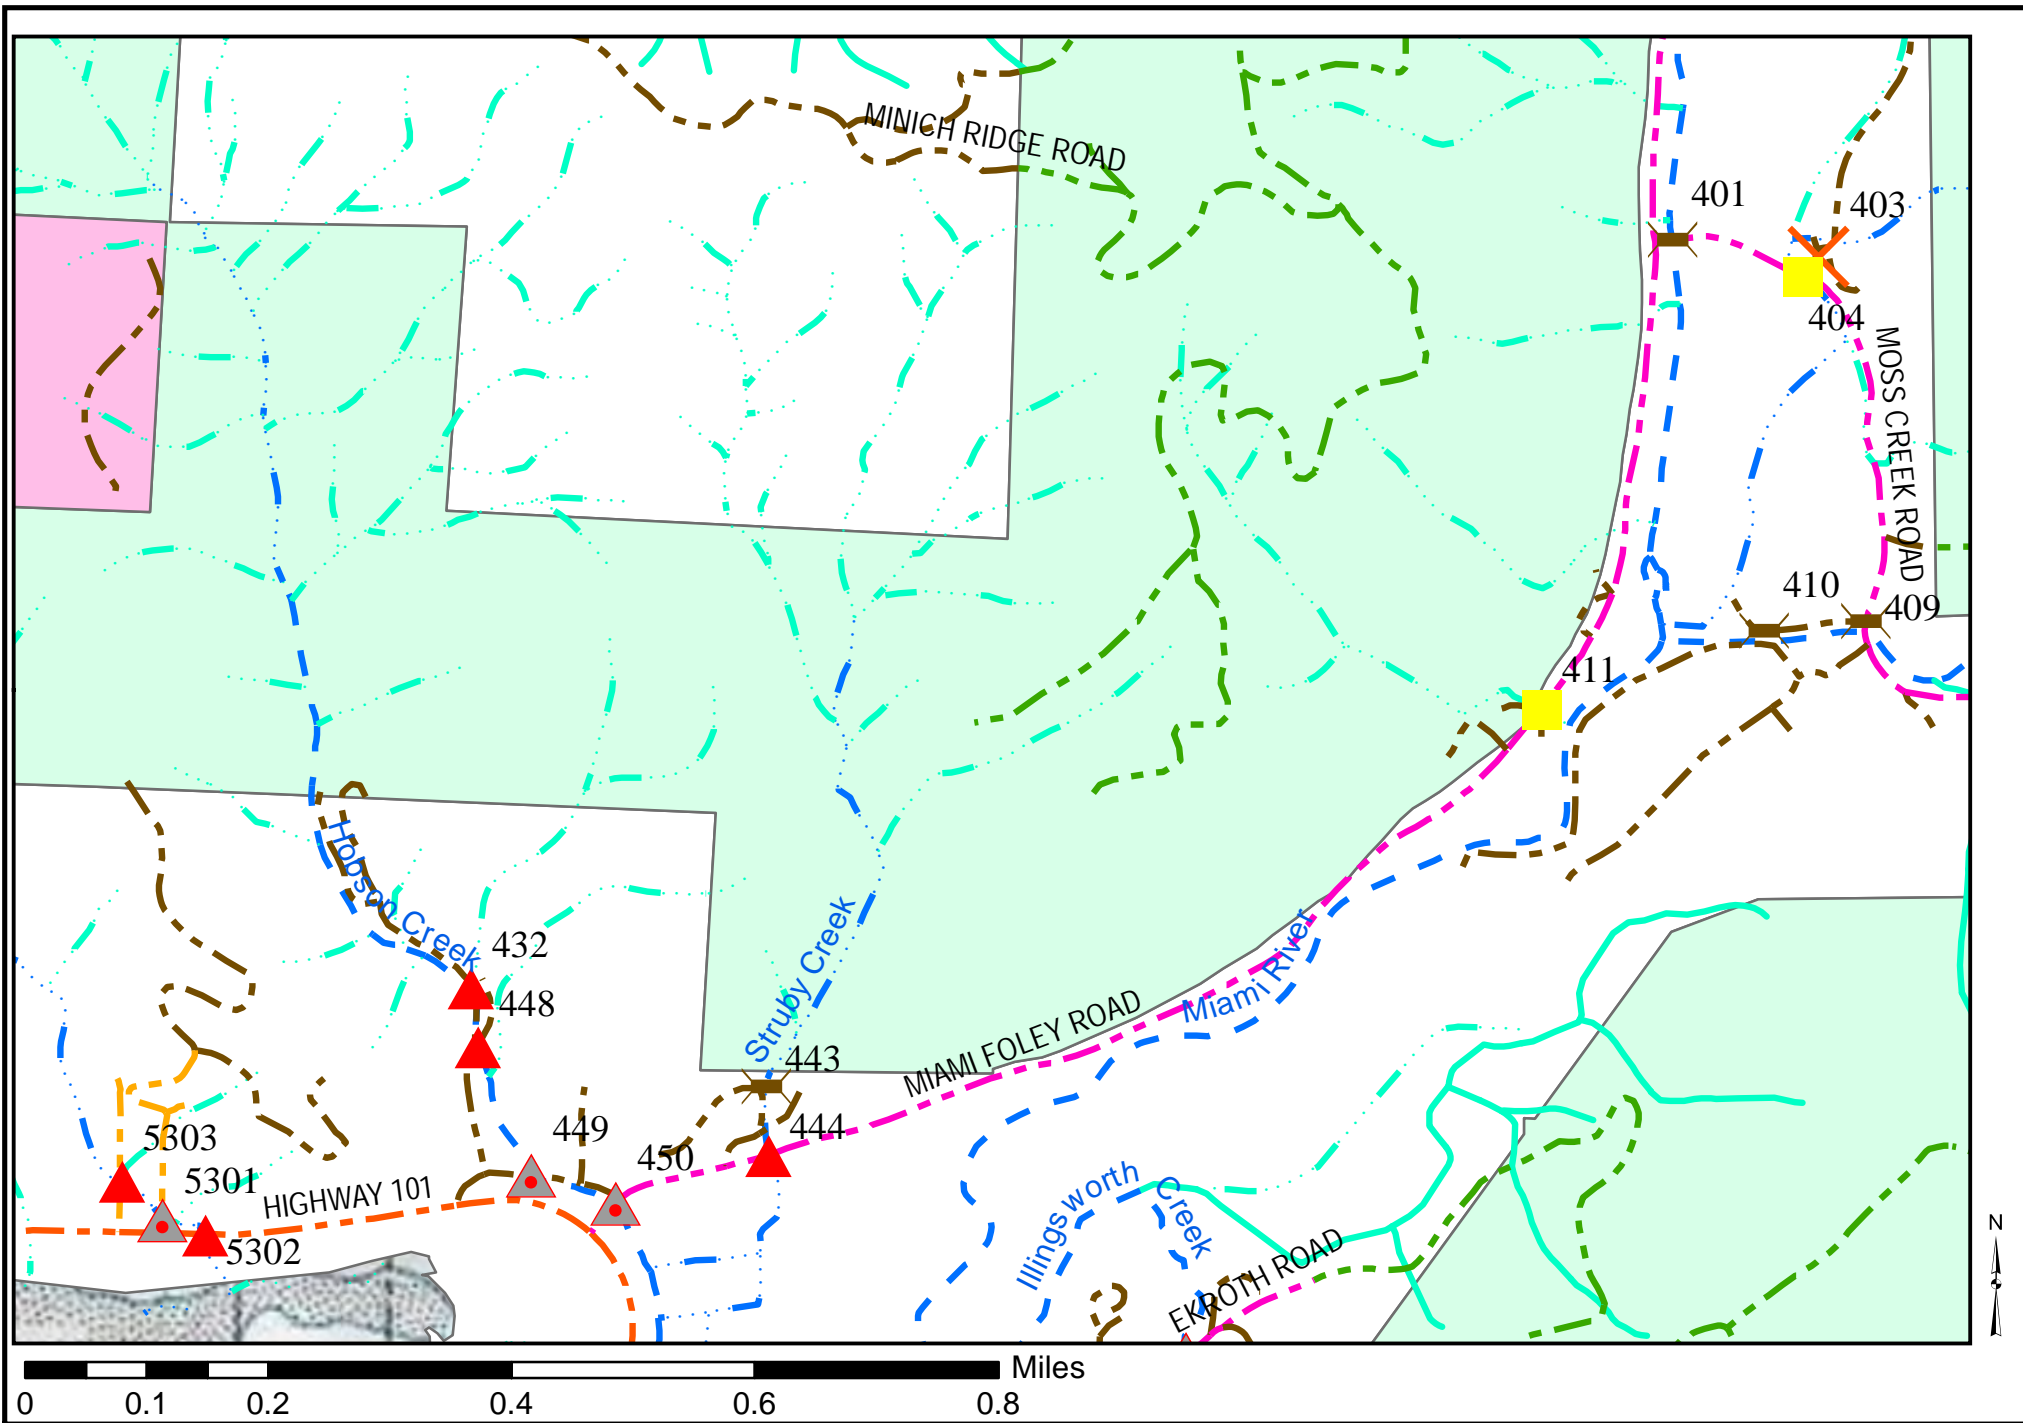 MINICH RIDGE ROAD
401
403
404
MOSS CREEK ROAD
410
409
411
Hobson Creek
432
448
Struby Creek
443
MIAMI FOLEY ROAD
Miami River
444
449
450
5303
5301
HIGHWAY 101
5302
Illingsworth Creek
EKROTH ROAD
N
Miles
0 0.1 0.2 0.4 0.6 0.8